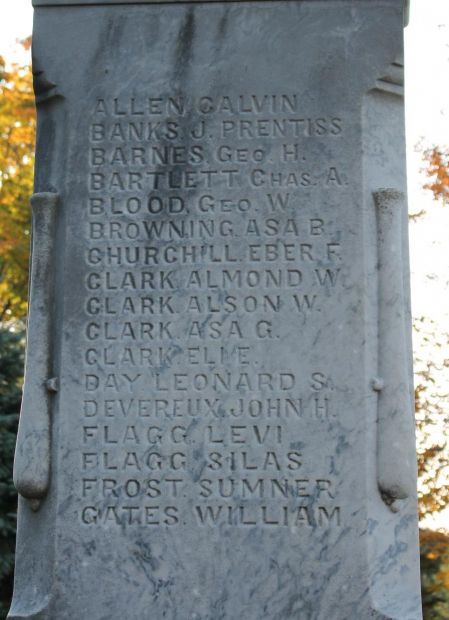 ALLEN, CALVIN
BANKS, J. PRENTISS
BARNES, GEO. H.
BARTLETT CHAS. A.
BLOOD, GEO. W.
BROWNING, ASA B.
CHURCHILL, EBER F.
CLARK, ALMOND W.
CLARK, ALSON W.
CLARK, ASA G.
CLARK, ELI E.
DAY LEONARD S.
DEVEREUX, JOHN H.
FLAGG, LEVI
FLAGG, SILAS
FROST, SUMNER
GATES, WILLIAM